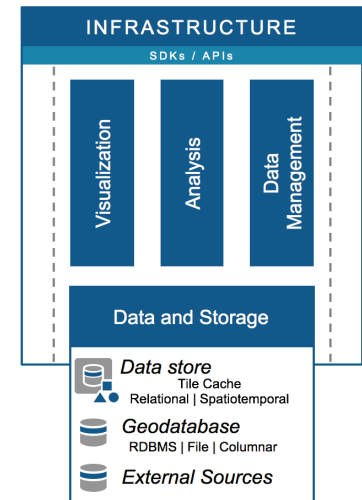 INFRASTRUCTURE
SDKs / APIs
Visualization
Analysis
Data
Management
Data and Storage
Data store
Tile Cache
Relational | Spatiotemporal
Geodatabase
RDBMS | File | Columnar
External Sources